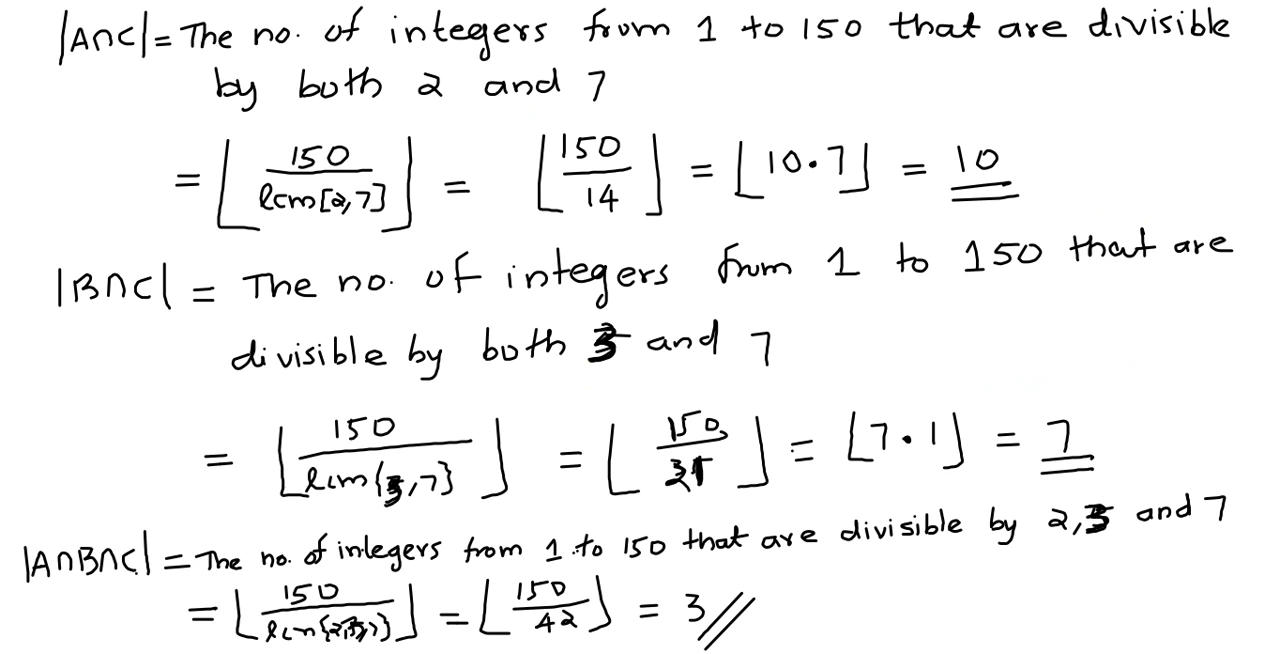 |A∩C| = The no. of integers from 1 to 150 that are divisible
by both 2 and 7
= ⌊150/lcm[2,7]⌋ = ⌊150/14⌋ = ⌊10.7⌋ = 10
|B∩C| = The no. of integers from 1 to 150 that are
divisible by both 3 and 7
= ⌊150/lcm{3,7}⌋ = ⌊150/21⌋ = ⌊7.1⌋ = 7
|A∩B∩C| = The no. of integers from 1 to 150 that are divisible by 2,3 and 7
= ⌊150/lcm{2,3,7}⌋ = ⌊150/42⌋ = 3//